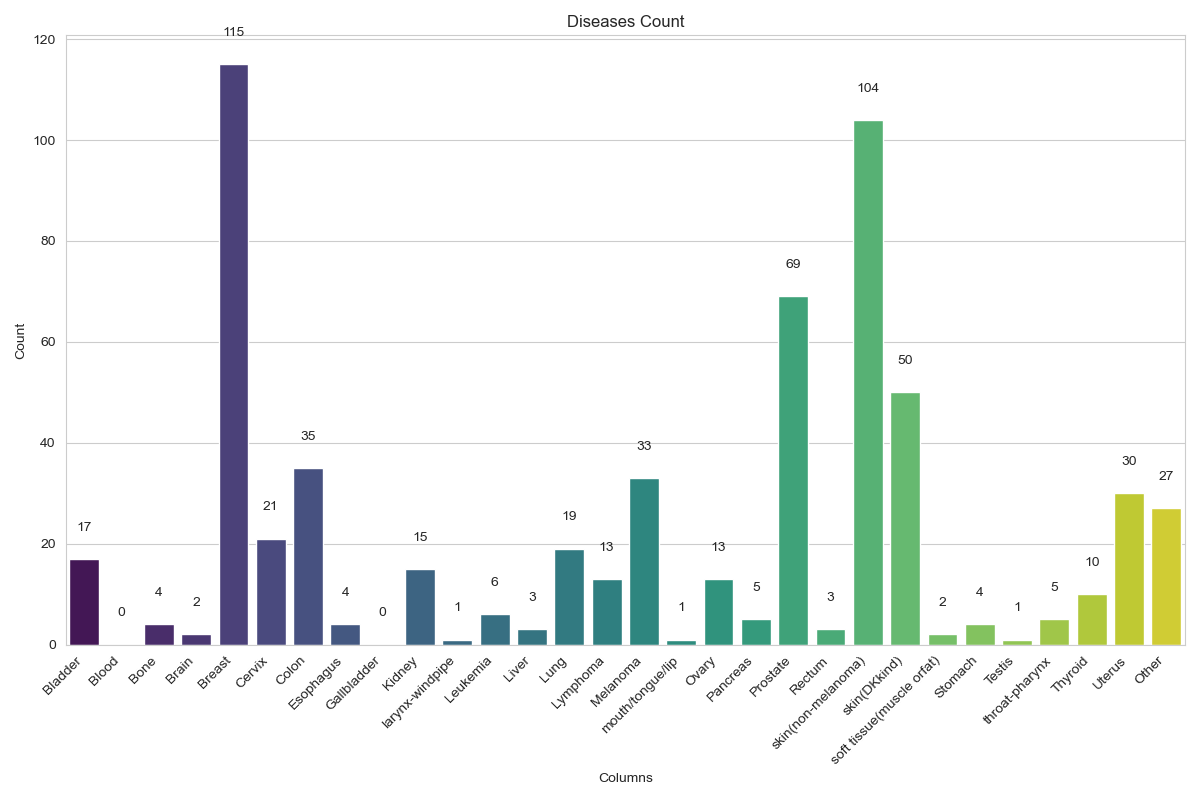 Diseases Count
120
100
80
60
40
20
0
Count
17
0
4
2
115
21
35
4
0
15
1
6
3
19
13
33
1
13
5
69
3
104
50
2
4
1
5
10
30
27
Bladder
Blood
Bone
Brain
Breast
Cervix
Colon
Esophagus
Gallbladder
Kidney
larynx-windpipe
Leukemia
Liver
Lung
Lymphoma
Melanoma
mouth/tongue/lip
Ovary
Pancreas
Prostate
Rectum
skin(non-melanoma)
skin(DKkind)
soft tissue(muscle orfat)
Stomach
Testis
throat-pharynx
Thyroid
Uterus
Other
Columns